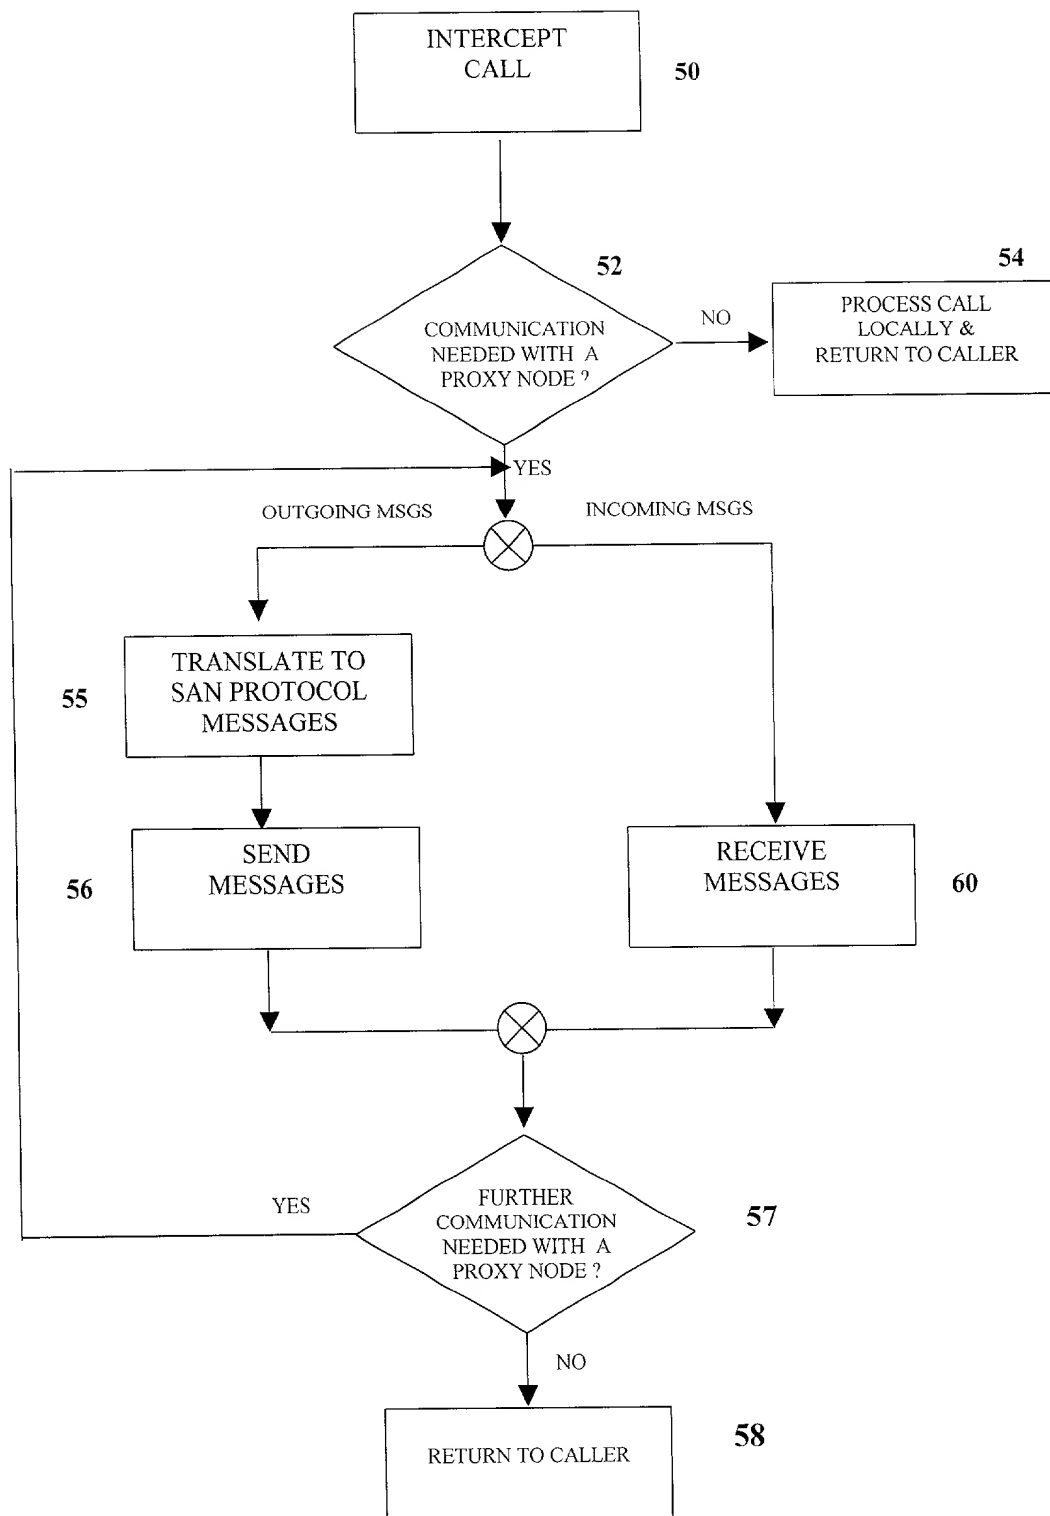 INTERCEPT
CALL
50
52
54
COMMUNICATION
NEEDED WITH A
PROXY NODE ?
NO
PROCESS CALL
LOCALLY &
RETURN TO CALLER
YES
OUTGOING MSGS
INCOMING MSGS
55
TRANSLATE TO
SAN PROTOCOL
MESSAGES
56
SEND
MESSAGES
RECEIVE
MESSAGES
60
YES
FURTHER
COMMUNICATION
NEEDED WITH A
PROXY NODE ?
57
NO
RETURN TO CALLER
58